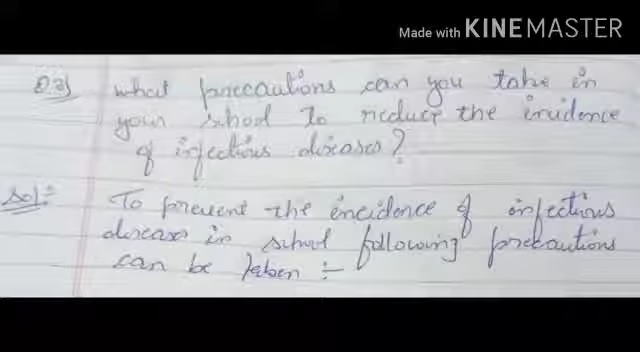 Made with KINEMASTER
Q3) What precautions can you take in
your school to reduce the incidence
of infectious diseases?
Sol:- To prevent the incidence of infectious
diseases in school following precautions
can be taken :-